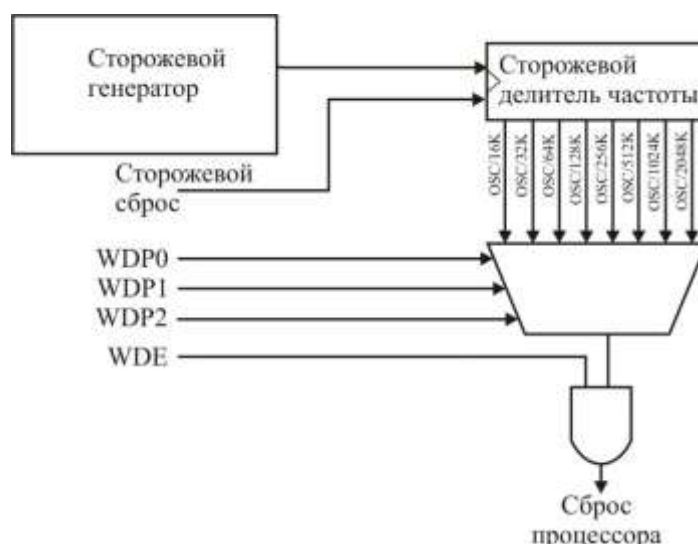 Сторожевой
генератор
Сторожевой
делитель частоты
OSC/16K
OSC/32K
OSC/64K
OSC/128K
OSC/256K
OSC/512K
OSC/1024K
OSC/2048K
Сторожевой
сброс
WDP0
WDP1
WDP2
WDE
Сброс
процессора